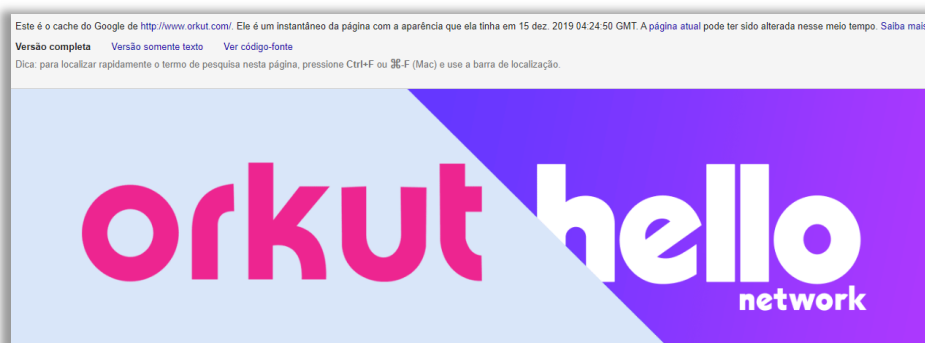 Este é o cache do Google de http://www.orkut.com/. Ele é um instantâneo da página com a aparência que ela tinha em 15 dez. 2019 04:24:50 GMT. A página atual pode ter sido alterada nesse meio tempo. Saiba mais
Versão completa Versão somente texto Ver código-fonte
Dica: para localizar rapidamente o termo de pesquisa nesta página, pressione Ctrl+F ou ⌘-F (Mac) e use a barra de localização.
orkut hello
network